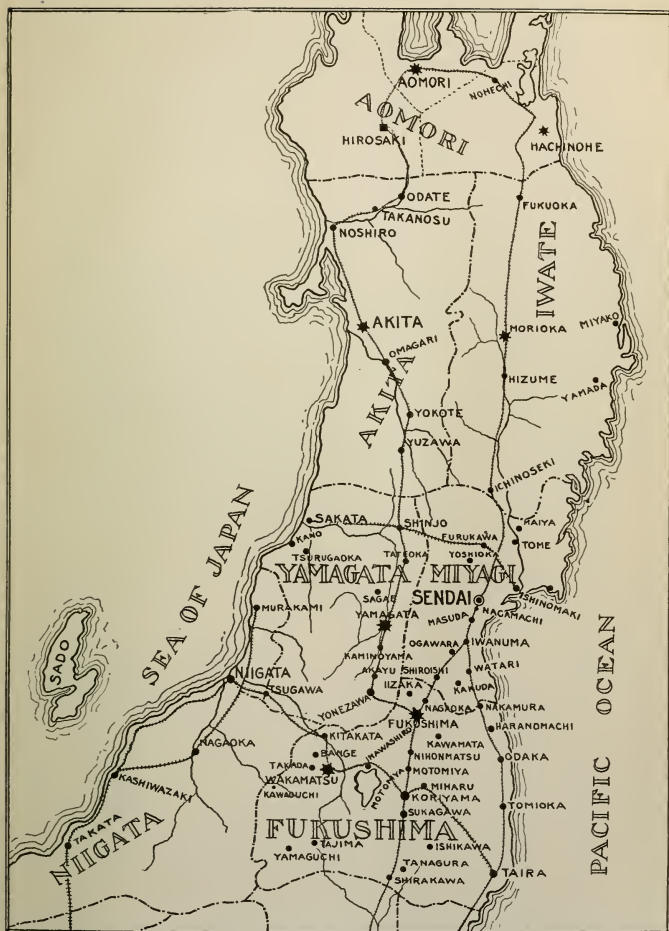 AOMORI
NOHECHI
AOMORI
HIROSAKI
HACHINOHE
ODATE
TAKANOSU
FUKUOKA
NOSHIRO
IWATE
AKITA
MORIOKA
MIYAKO
OMAGARI
HIZUME
AKITA
YAMADA
YOKOTE
YUZAWA
ICHINOSEKI
SAKATA
SHINJO
KAIYA
KANO
FURUKAWA
TOME
TSURUGAOKA
TATEOKA
YOSHIOKA
YAMAGATA
MIYAGI
SEA OF JAPAN
SAGAE
SENDAI
ISHINOMAKI
MURAKAMI
YAMAGATA
MASUDA
NAGAMACHI
SADO
OGAWARA
IWANUMA
KAMINOYAMA
AKAYU
SHIROISHI
WATARI
NIIGATA
IIZAKA
KAKUDA
TSUGAWA
YONEZAWA
NAGAOKA
NAKAMURA
FUKUSHIMA
HARANOMACHI
KITAKATA
KAWAMATA
NAGAOKA
BANGE
INAWASHIRO
NIHONMATSU
ODAKA
TAKADA
MOTOMIYA
WAKAMATSU
KASHIWAZAKI
KAWAGUCHI
MOTOMIYA
MIHARU
KORIYAMA
TOMIOKA
SUKAGAWA
FUKUSHIMA
TAKATA
NIIGATA
TAJIMA
ISHIKAWA
YAMAGUCHI
TANAGURA
TAIRA
SHIRAKAWA
PACIFIC OCEAN